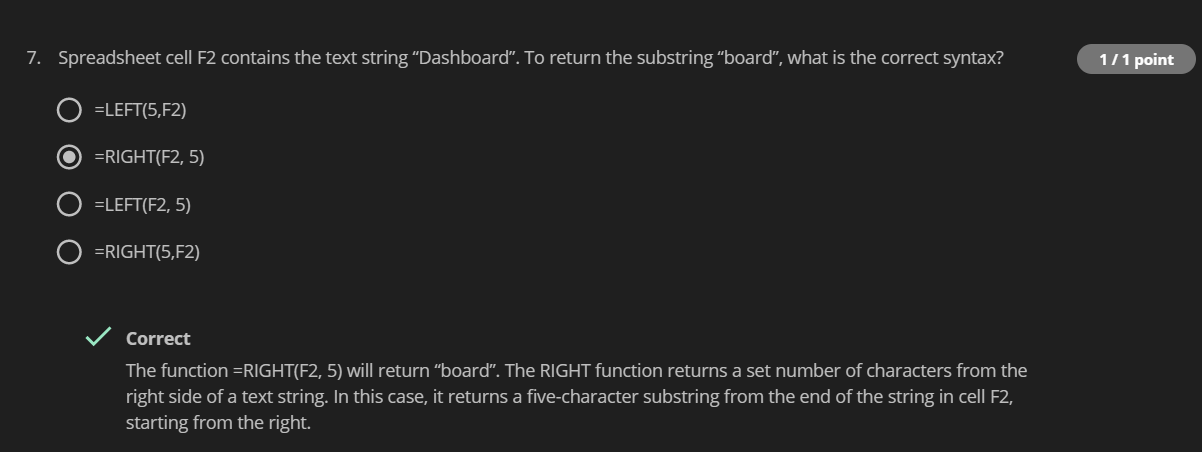 7. Spreadsheet cell F2 contains the text string “Dashboard”. To return the substring “board”, what is the correct syntax?
1 / 1 point
=LEFT(5,F2)
=RIGHT(F2, 5)
=LEFT(F2, 5)
=RIGHT(5,F2)
Correct
The function =RIGHT(F2, 5) will return “board”. The RIGHT function returns a set number of characters from the
right side of a text string. In this case, it returns a five-character substring from the end of the string in cell F2,
starting from the right.